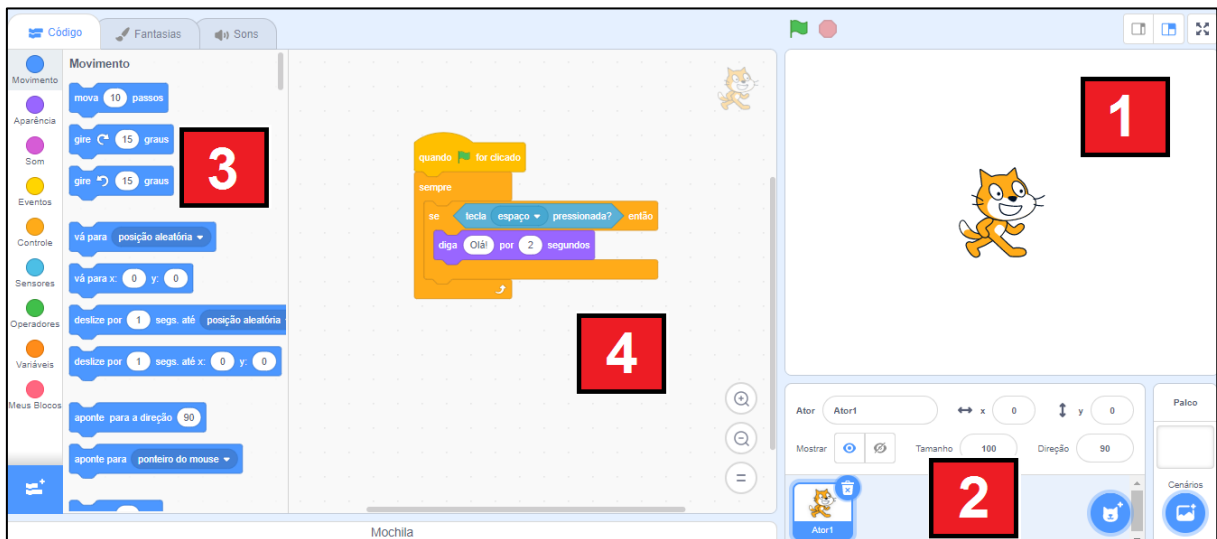 Código
Fantasias
Sons
Movimento
Aparência
Som
Eventos
Controle
Sensores
Operadores
Variáveis
Meus Blocos
Movimento
mova 10 passos
gire 15 graus
gire 15 graus
3
vá para posição aleatória
vá para x: 0 y: 0
deslize por 1 segs. até posição aleatória
deslize por 1 segs. até x: 0 y: 0
aponte para a direção 90
aponte para ponteiro do mouse
quando for clicado
sempre
se tecla espaço pressionada? então
diga Olá! por 2 segundos
4
Mochila
1
Ator Ator1 x 0 y 0
Mostrar Tamanho 100 Direção 90
Ator1
2
Palco
Cenários